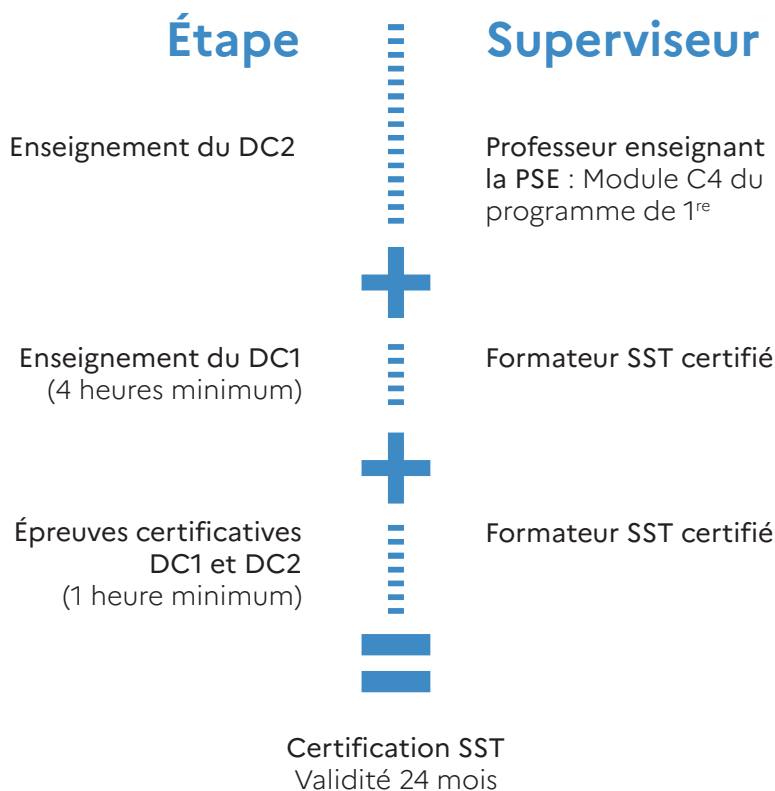 Étape
Superviseur
Enseignement du DC2
Professeur enseignant
la PSE : Module C4 du
programme de 1re
Enseignement du DC1
(4 heures minimum)
Formateur SST certifié
Épreuves certificatives
DC1 et DC2
(1 heure minimum)
Formateur SST certifié
Certification SST
Validité 24 mois